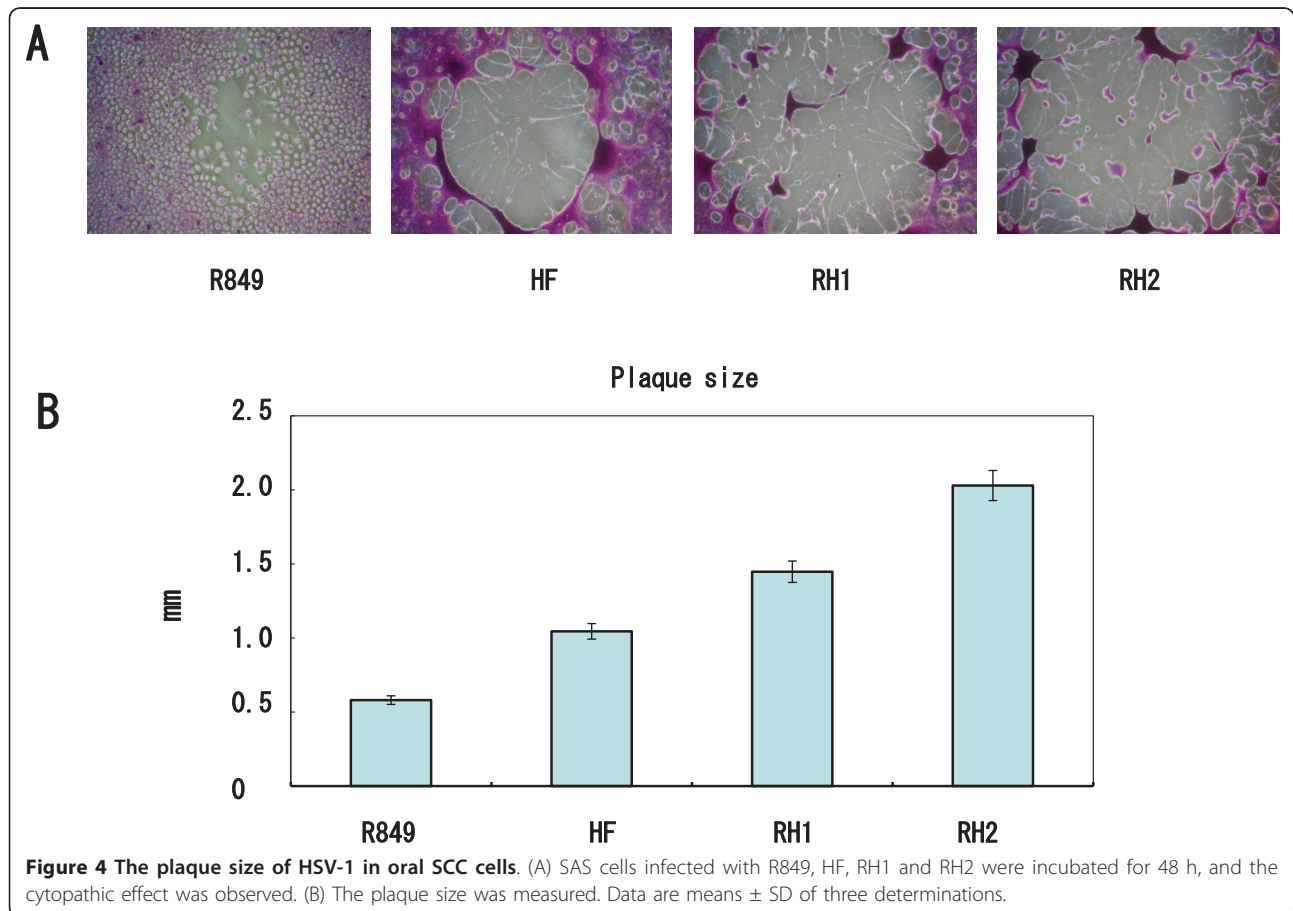 A
R849 HF RH1 RH2
Plaque size
B
2.5
2.0
1.5
1.0
0.5
0
mm
R849 HF RH1 RH2
Figure 4 The plaque size of HSV-1 in oral SCC cells. (A) SAS cells infected with R849, HF, RH1 and RH2 were incubated for 48 h, and the
cytopathic effect was observed. (B) The plaque size was measured. Data are means ± SD of three determinations.